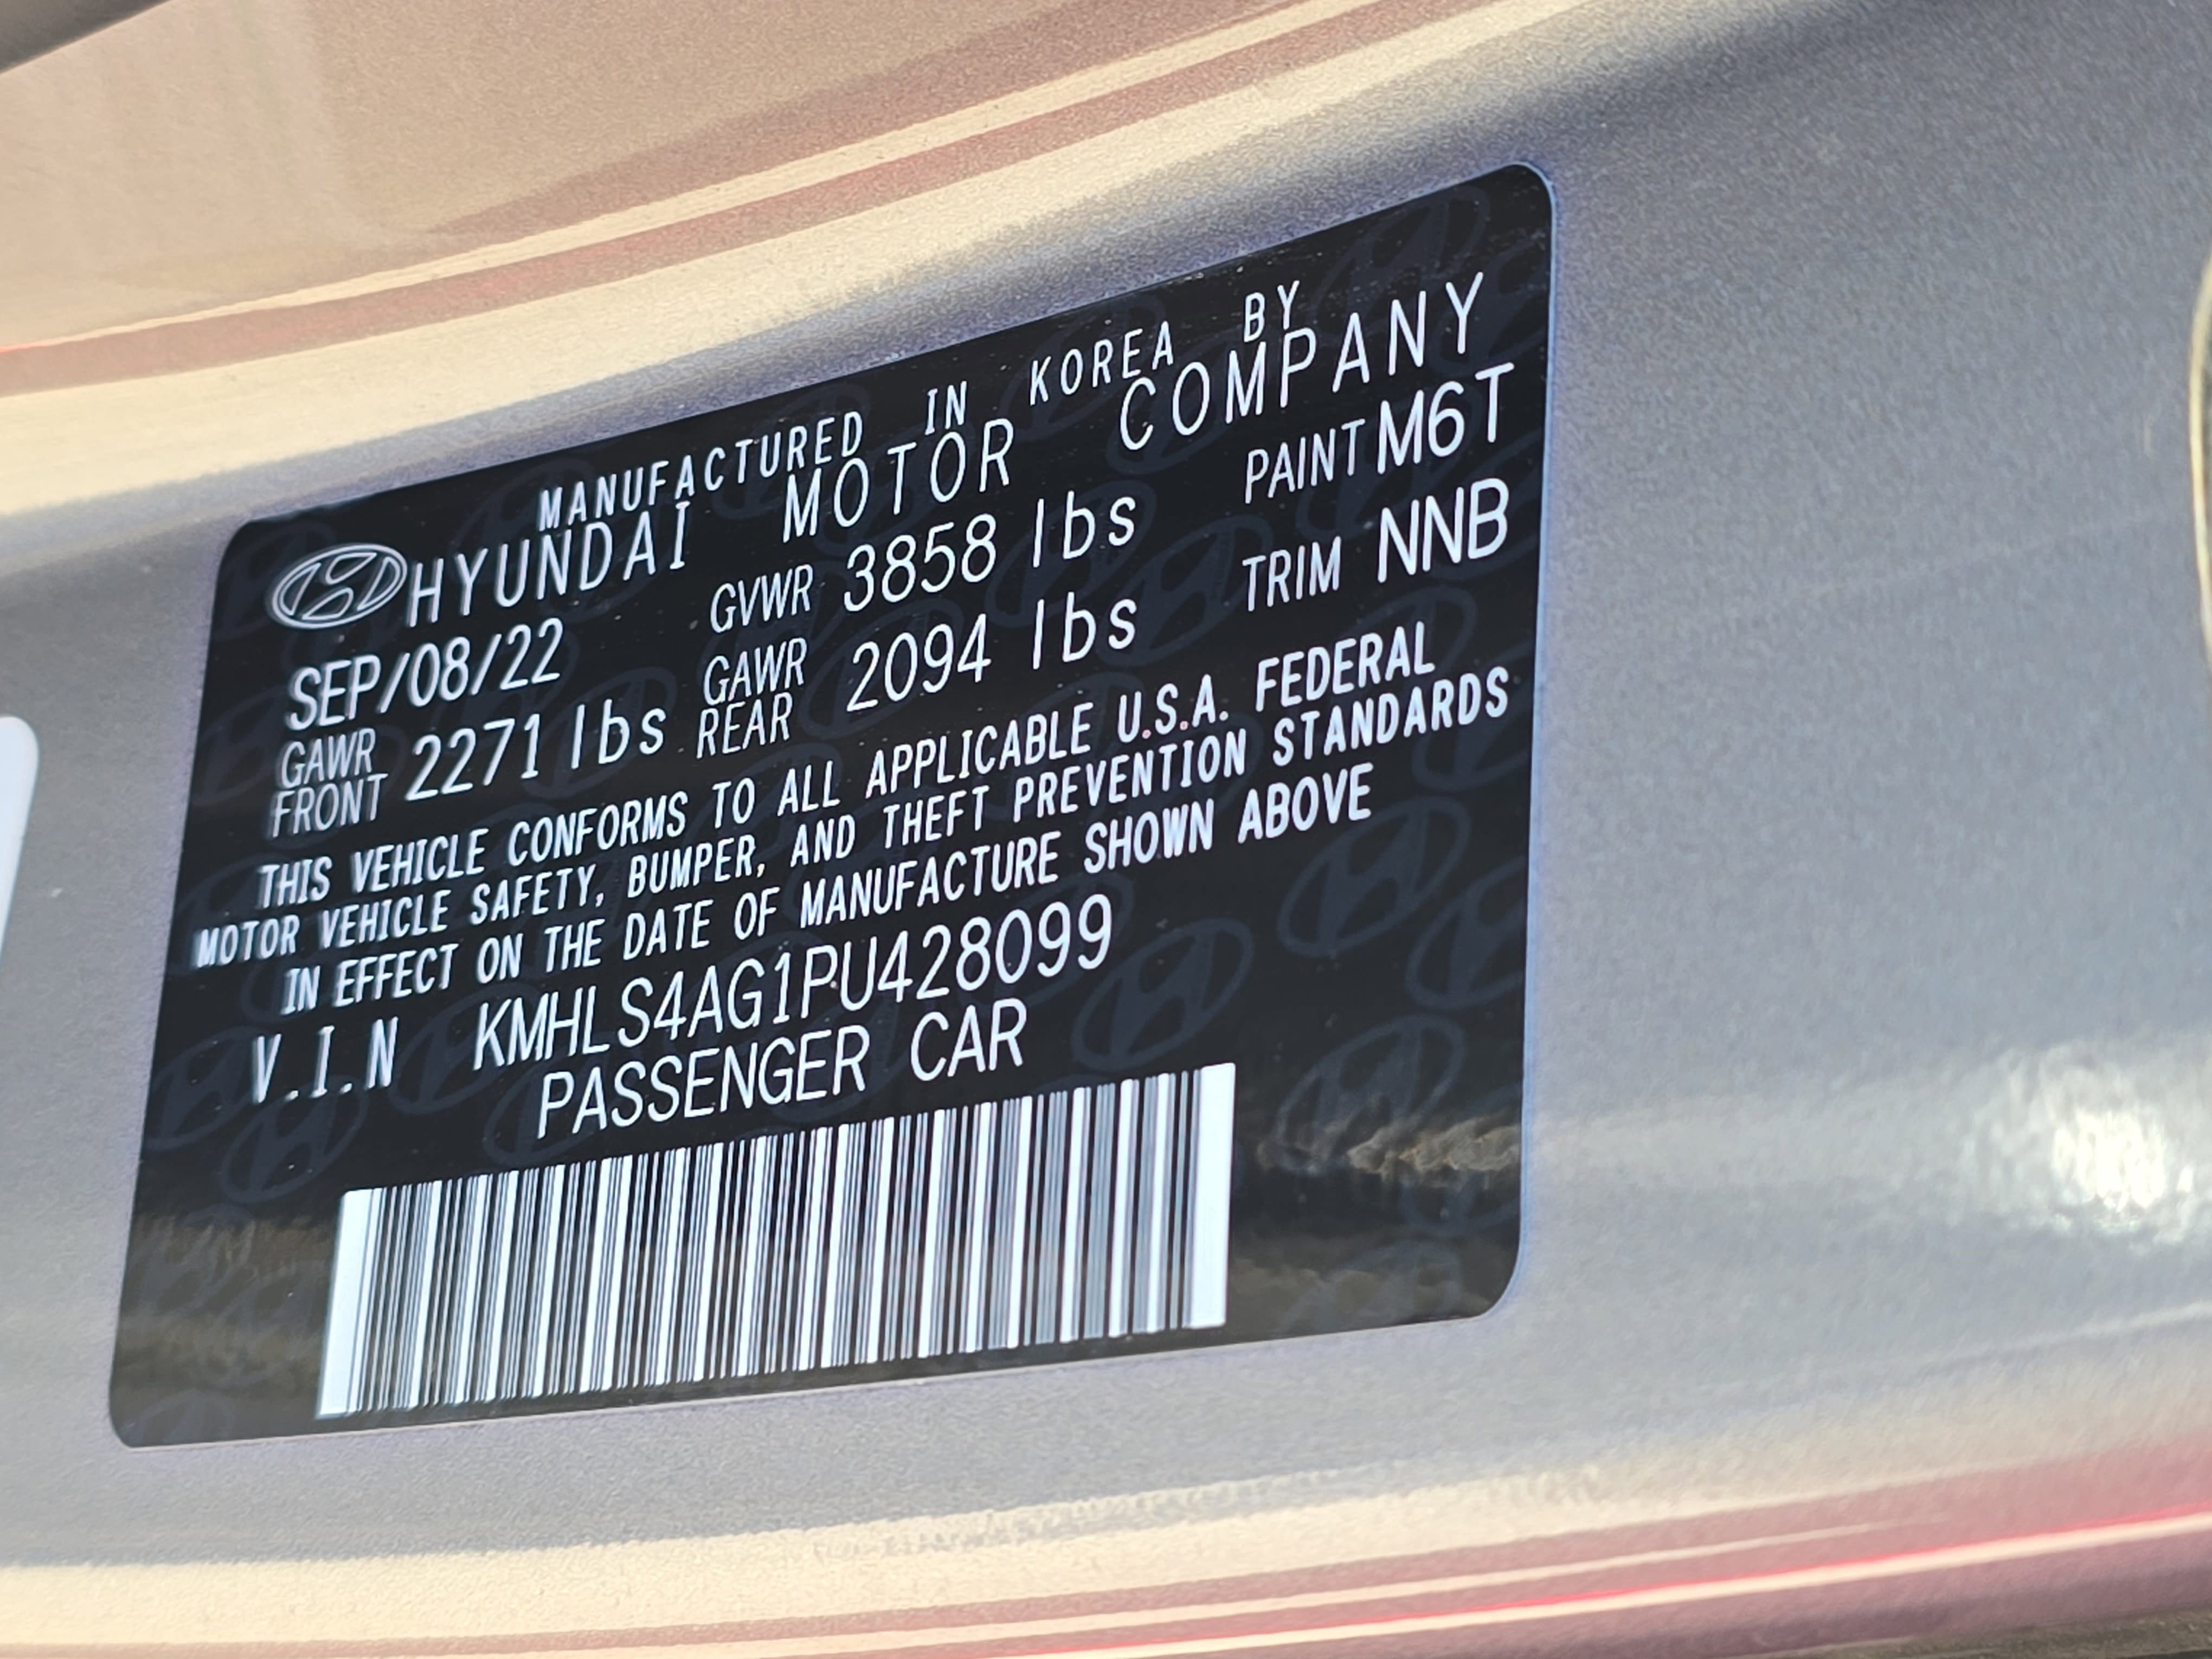 MANUFACTURED IN KOREA BY
HYUNDAI MOTOR COMPANY
SEP/08/22 GVWR 3858 lbs PAINT M6T
GAWR FRONT 2271 lbs GAWR REAR 2094 lbs TRIM NNB
THIS VEHICLE CONFORMS TO ALL APPLICABLE U.S.A. FEDERAL
MOTOR VEHICLE SAFETY, BUMPER, AND THEFT PREVENTION STANDARDS
IN EFFECT ON THE DATE OF MANUFACTURE SHOWN ABOVE
V.I.N KMHLS4AG1PU428099
PASSENGER CAR